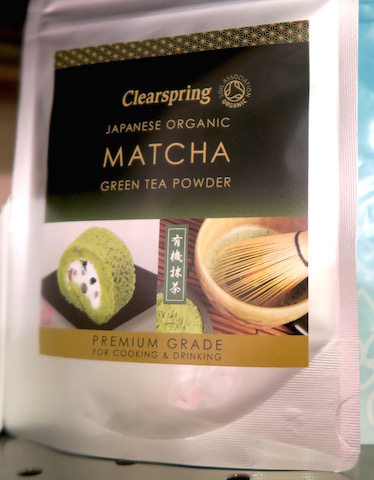 Clearspring
SOIL ASSOCIATION
ORGANIC
JAPANESE ORGANIC
MATCHA
GREEN TEA POWDER
有機抹茶
PREMIUM GRADE
FOR COOKING & DRINKING